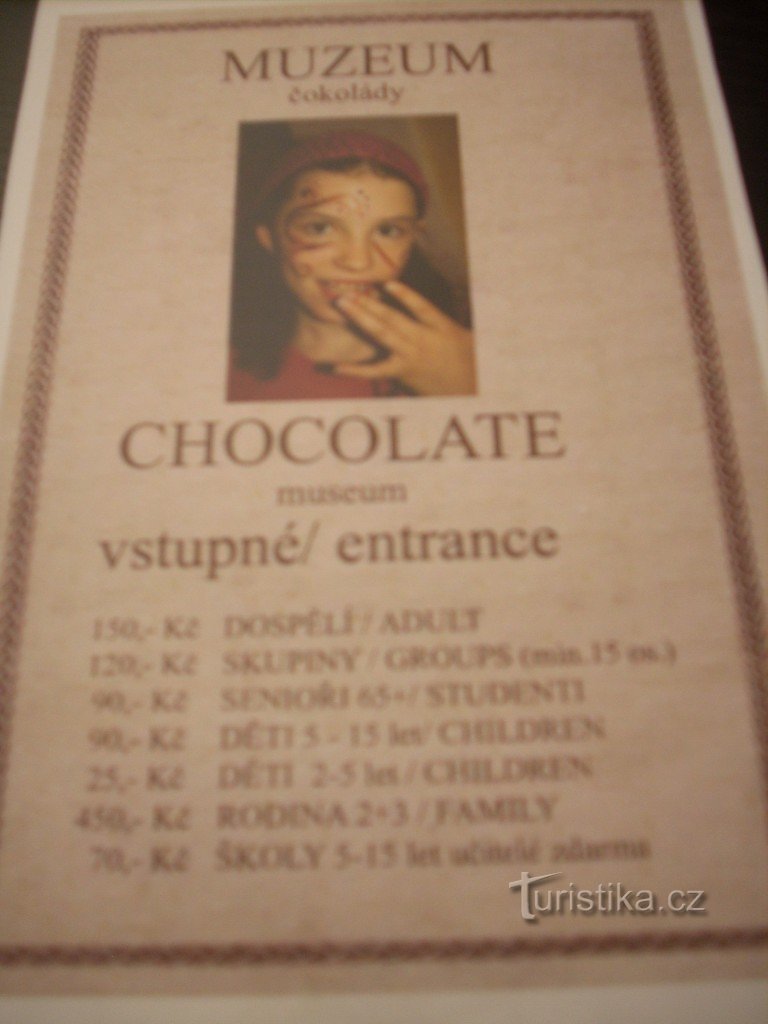 MUZEUM
čokolády
CHOCOLATE
museum
vstupné/ entrance
150,- Kč DOSPĚLÍ / ADULT
120,- Kč SKUPINY / GROUPS (min.15 os.)
90,- Kč SENIOŘI 65+/ STUDENTI
90,- Kč DĚTI 5 - 15 let/ CHILDREN
25,- Kč DĚTI 2-5 let / CHILDREN
450,- Kč RODINA 2+3 / FAMILY
70,- Kč ŠKOLY 5-15 let učitelé zdarma
Turistika.cz